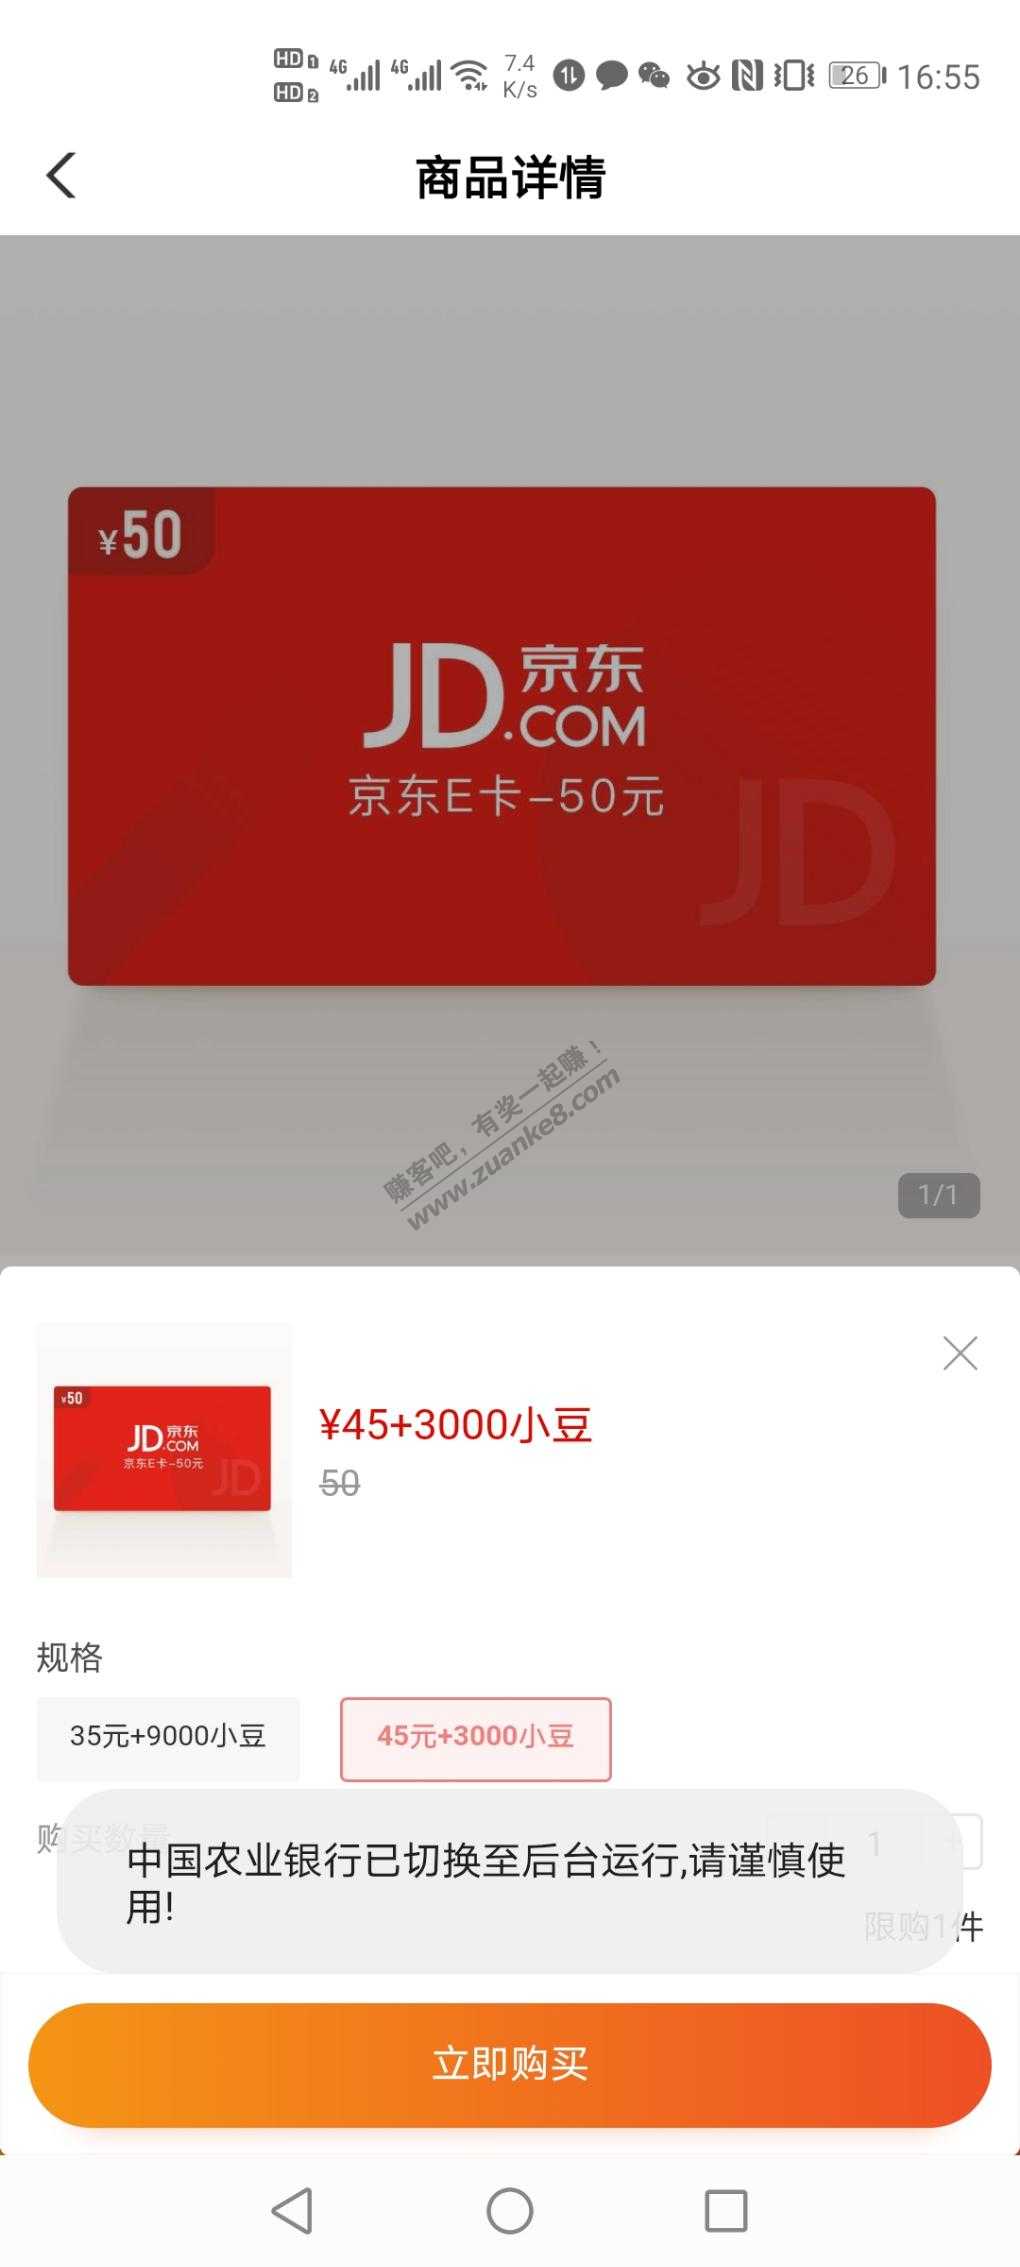 HD 1 4G 4G 7.4 26 16:55
HD 2 K/s
商品详情
¥50
JD京东
.COM
京东E卡-50元
JD
赚客吧，有奖一起赚！
www.zuanke8.com
1/1
¥50
JD京东
.COM
京东E卡-50元
JD
¥45+3000小豆
50
规格
35元+9000小豆
45元+3000小豆
购买数量
1
+
中国农业银行已切换至后台运行,请谨慎使
用!
限购1件
立即购买